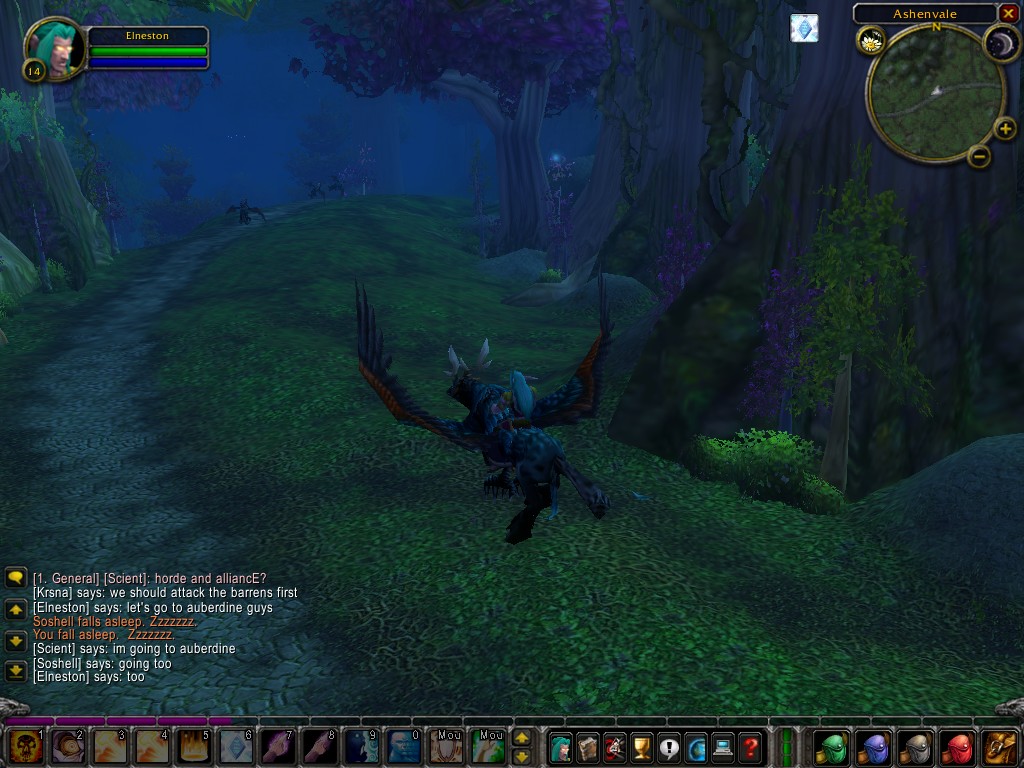 Elneston
14
Ashenvale
N
[1. General] [Scient]: horde and alliancE?
[Krsna] says: we should attack the barrens first
[Elneston] says: let's go to auberdine guys
Soshell falls asleep. Zzzzzzz.
You fall asleep.  Zzzzzzz.
[Scient] says: im going to auberdine
[Soshell] says: going too
[Elneston] says: too
1 2 3 4 5 6 7 8 9 0 Mou Mou
! ?